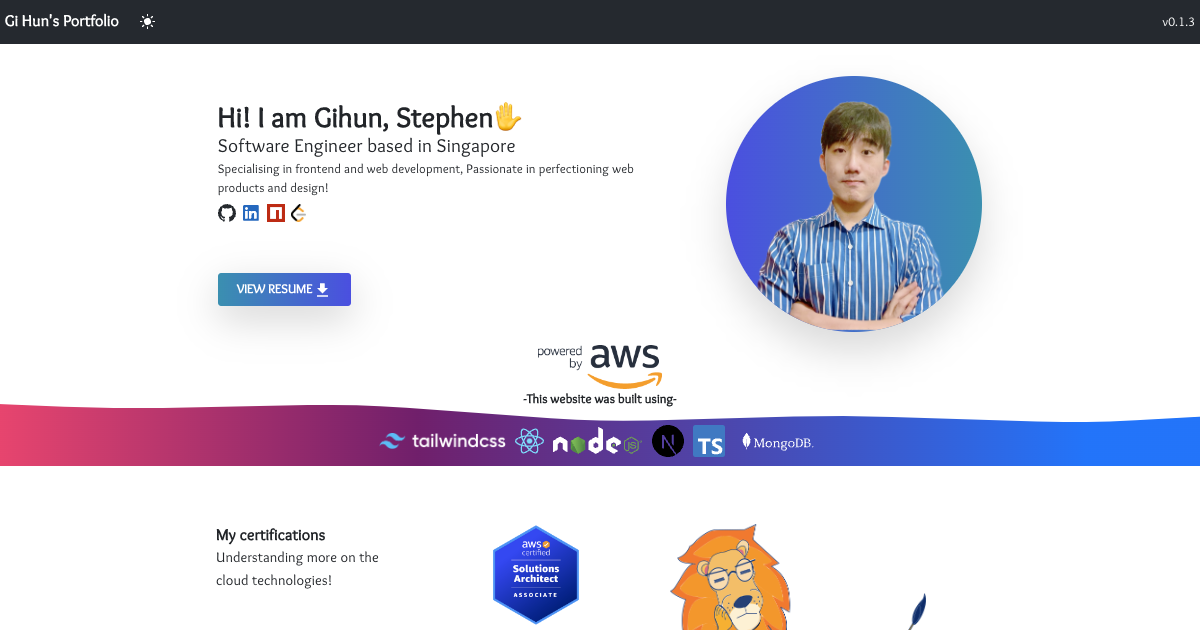 Gi Hun's Portfolio
v0.1.3
Hi! I am Gihun, Stephen✋
Software Engineer based in Singapore
Specialising in frontend and web development, Passionate in perfectioning web
products and design!
in
VIEW RESUME
powered
by
aws
-This website was built using-
tailwindcss
node
JS
N
TS
MongoDB.
My certifications
Understanding more on the
cloud technologies!
aws
certified
Solutions
Architect
ASSOCIATE